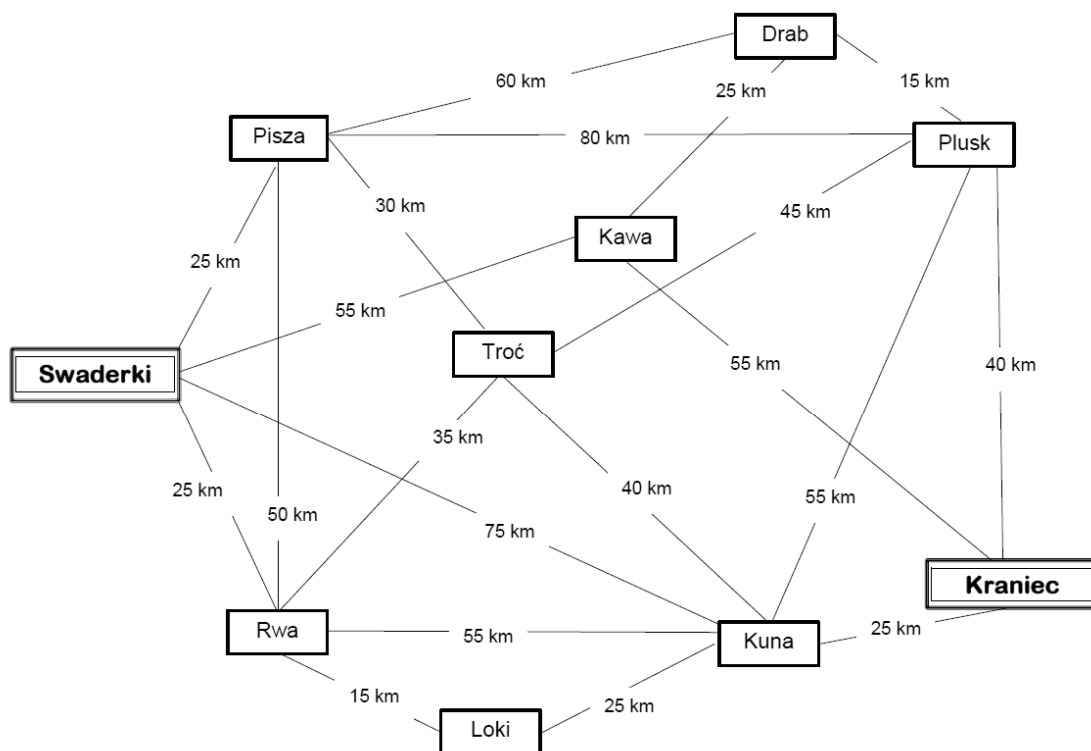 Drab
60 km
25 km
15 km
Pisza
80 km
Plusk
30 km
45 km
Kawa
25 km
55 km
Troć
Swaderki
55 km
40 km
35 km
25 km
40 km
55 km
50 km
75 km
Kraniec
Rwa
55 km
Kuna
25 km
15 km
25 km
Loki